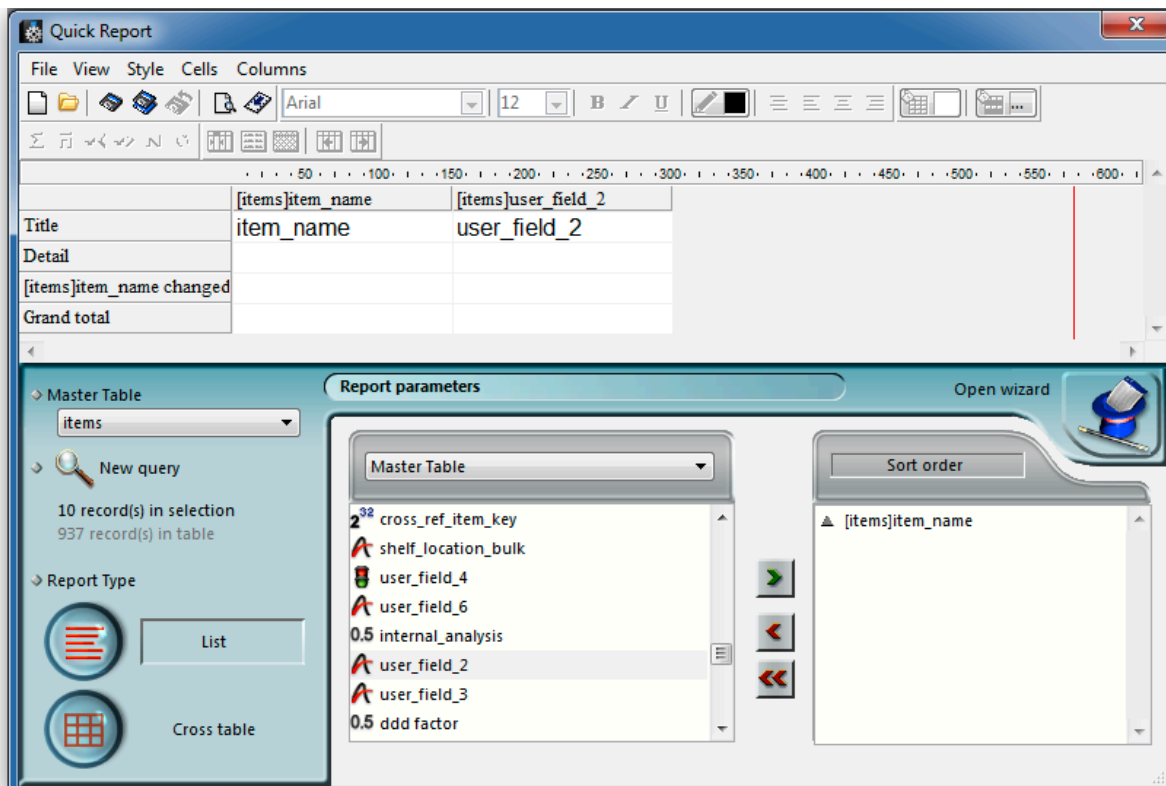 Quick Report
File View Style Cells Columns
Arial 12 B I U ...
Σ N
50 100 150 200 250 300 350 400 450 500 550 600
[items]item_name [items]user_field_2
Title item_name user_field_2
Detail
[items]item_name changed
Grand total
Master Table
items
New query
10 record(s) in selection
937 record(s) in table
Report Type
List
Cross table
Report parameters
Open wizard
Master Table
2³² cross_ref_item_key
A shelf_location_bulk
user_field_4
A user_field_6
0.5 internal_analysis
A user_field_2
A user_field_3
0.5 ddd factor
Sort order
[items]item_name